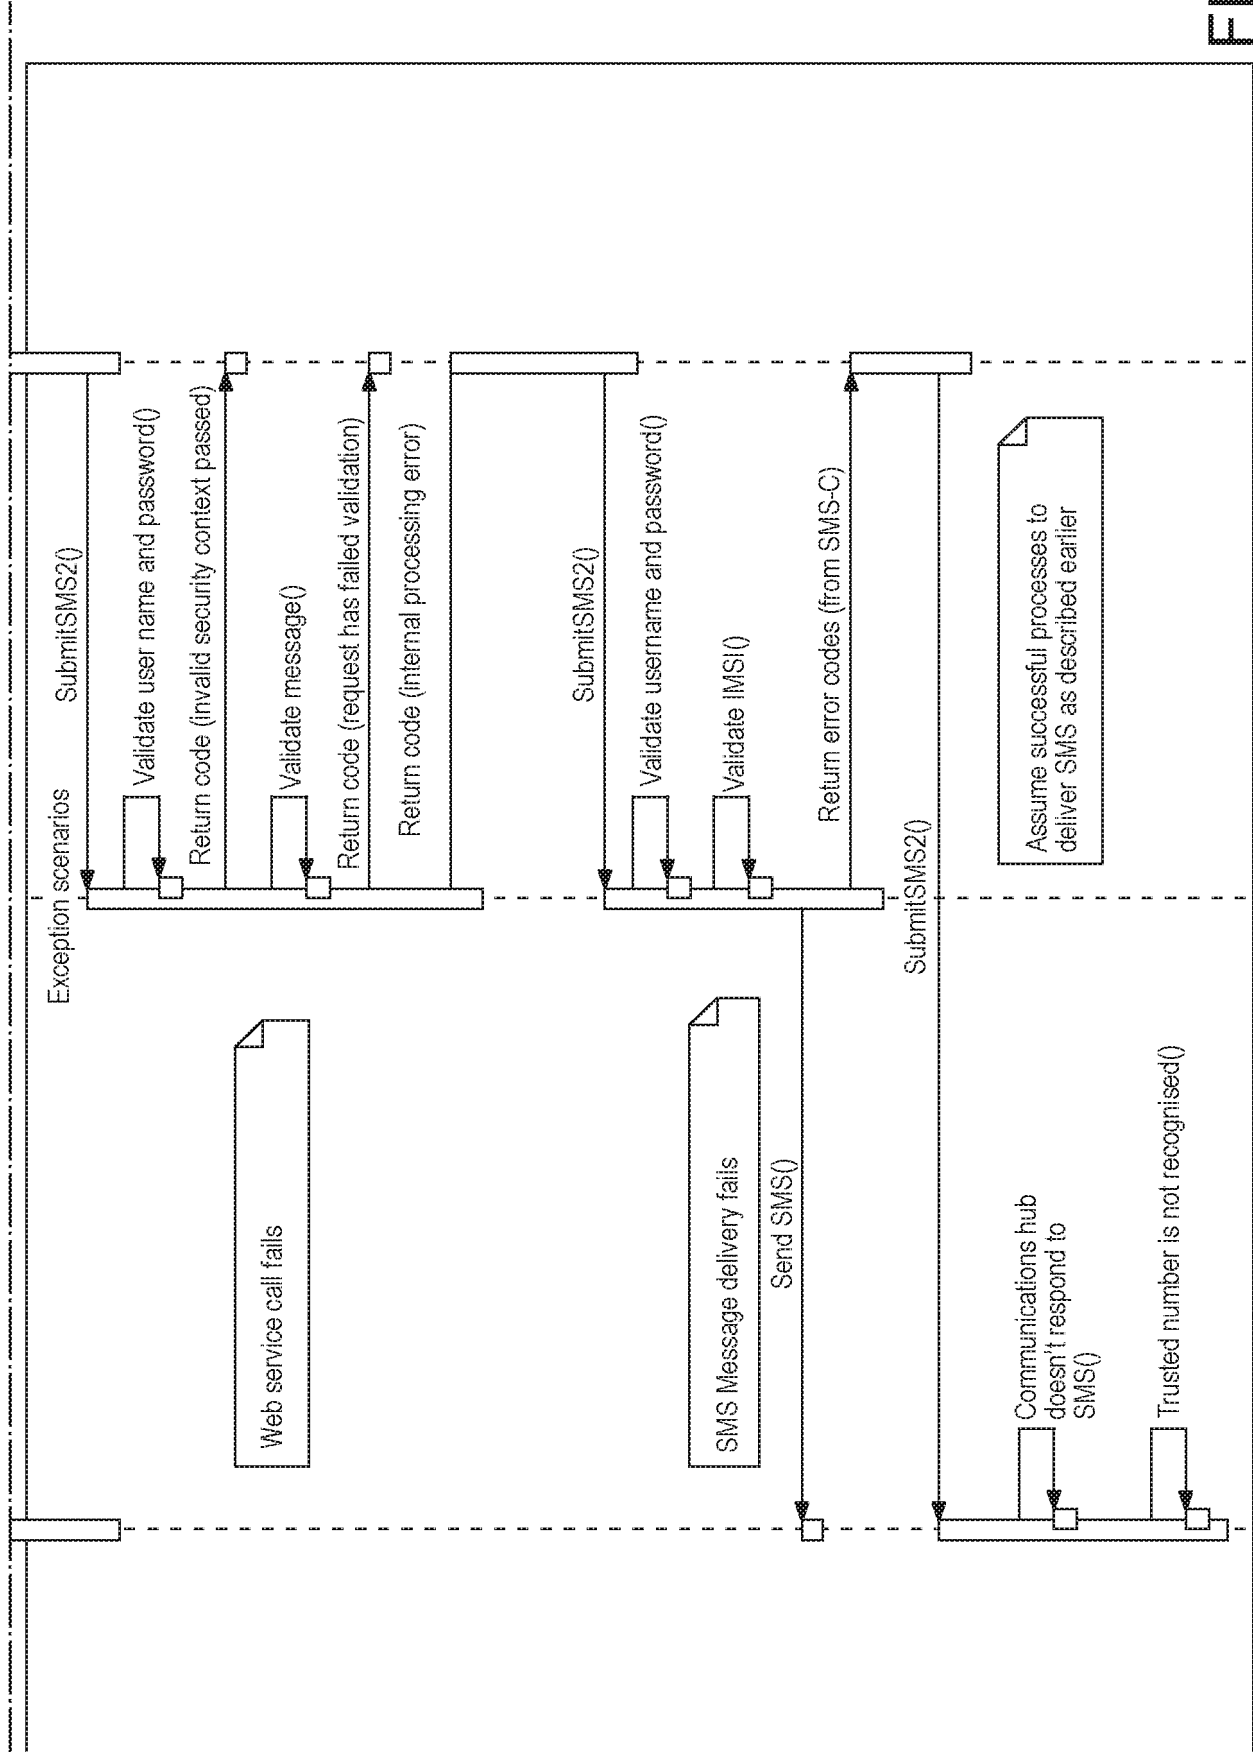 Exception scenarios
SubmitSMS2()
Validate user name and password()
Return code (invalid security context passed)
Web service call fails
Validate message()
Return code (request has failed validation)
Return code (internal processing error)
SubmitSMS2()
Validate username and password()
SMS Message delivery fails
Validate IMSI()
Send SMS()
Return error codes (from SMS-C)
SubmitSMS2()
Communications hub
doesn't respond to
SMS()
Assume successful processes to
deliver SMS as described earlier
Trusted number is not recognised()